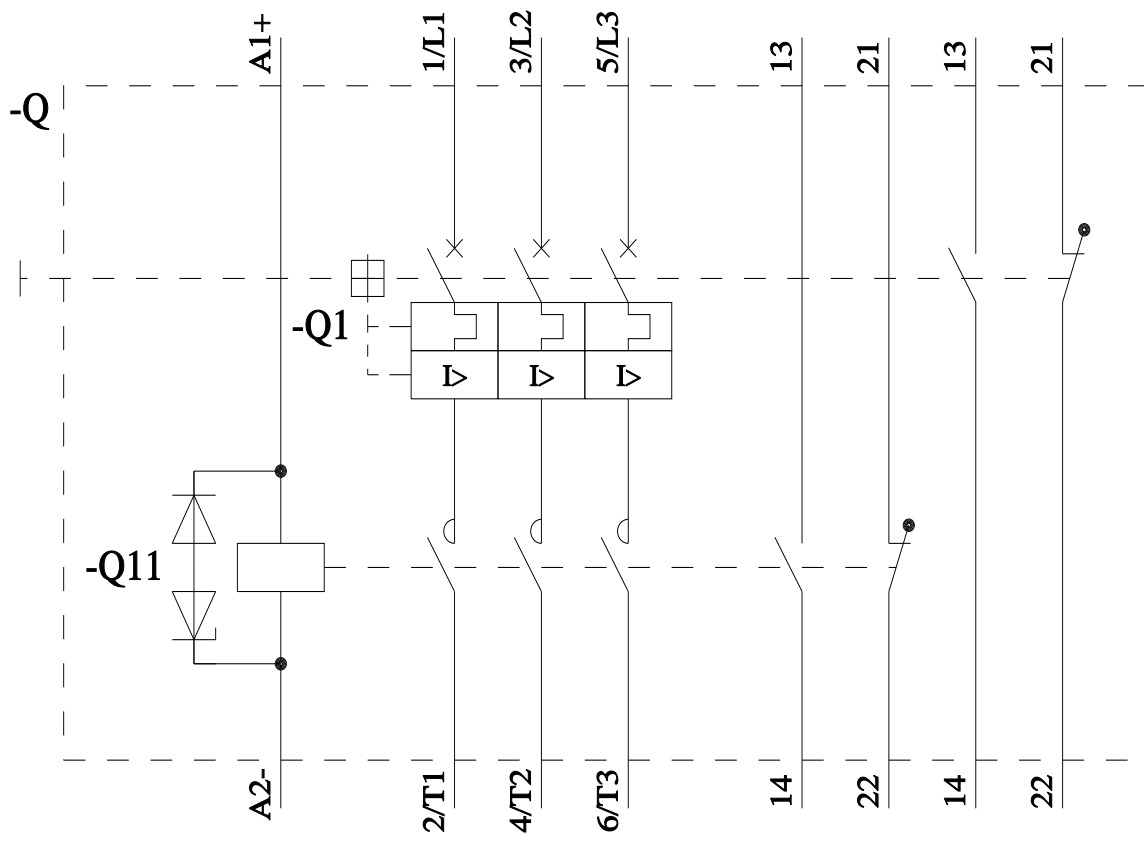 A1+
1/L1
3/L2
5/L3
13
21
13
21
-Q
-Q1
I>
I>
I>
-Q11
A2-
2/T1
4/T2
6/T3
14
22
14
22